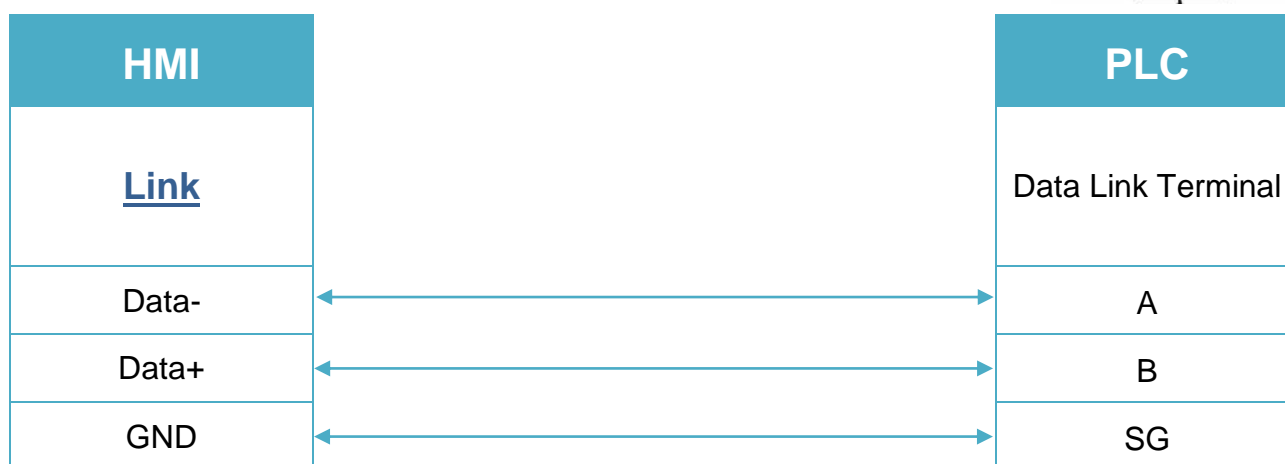 HMI PLC
Link Data Link Terminal
Data- A
Data+ B
GND SG